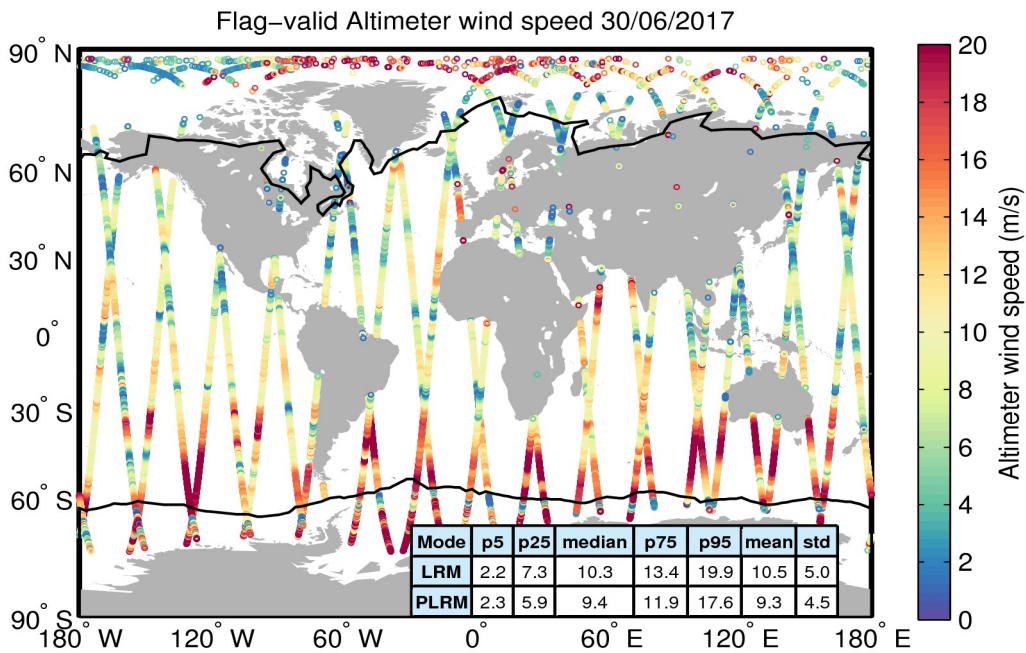 Flag−valid Altimeter wind speed 30/06/2017
90° N
60° N
30° N
0°
30° S
60° S
90° S
180° W
120° W
60° W
0°
60° E
120° E
180° E
Mode p5 p25 median p75 p95 mean std
LRM 2.2 7.3 10.3 13.4 19.9 10.5 5.0
PLRM 2.3 5.9 9.4 11.9 17.6 9.3 4.5
20
18
16
14
12
10
8
6
4
2
0
Altimeter wind speed (m/s)